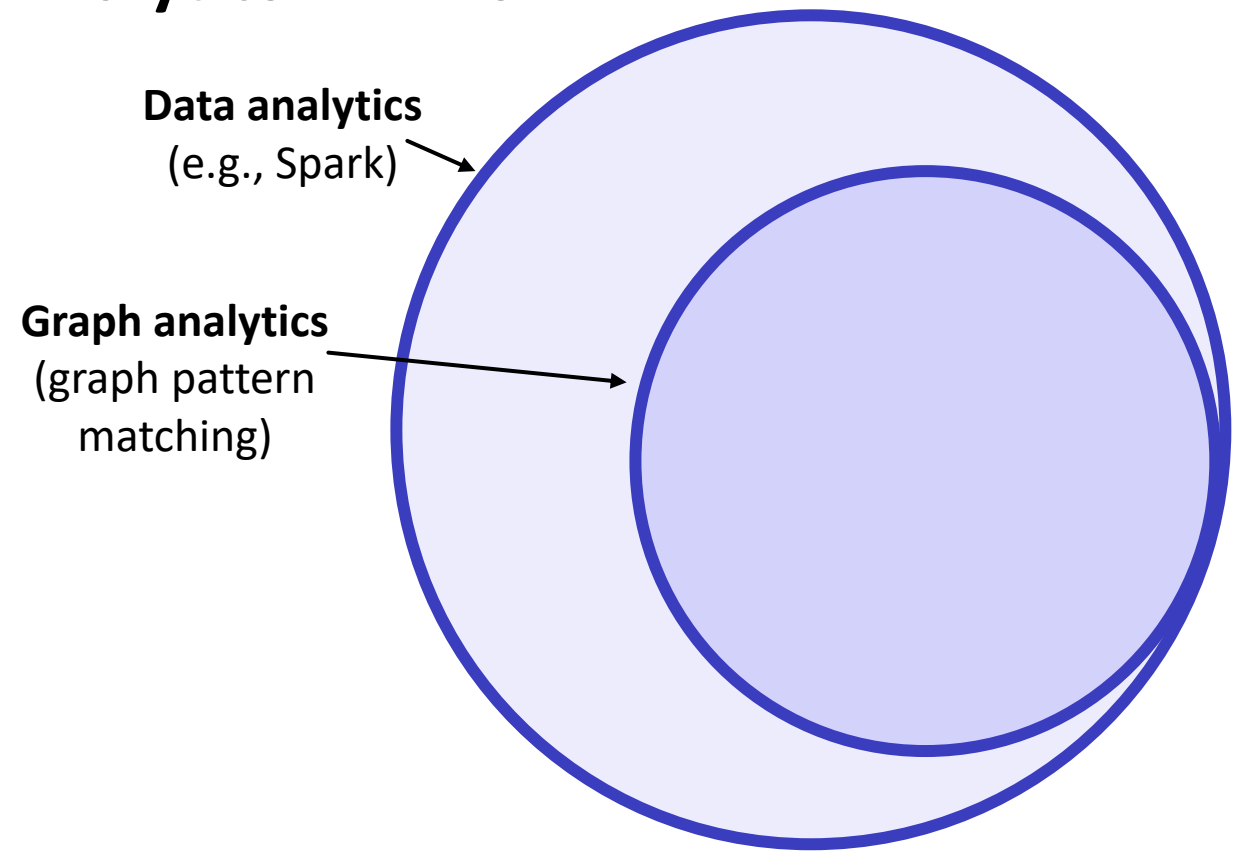 Data analytics
(e.g., Spark)
Graph analytics
(graph pattern
matching)